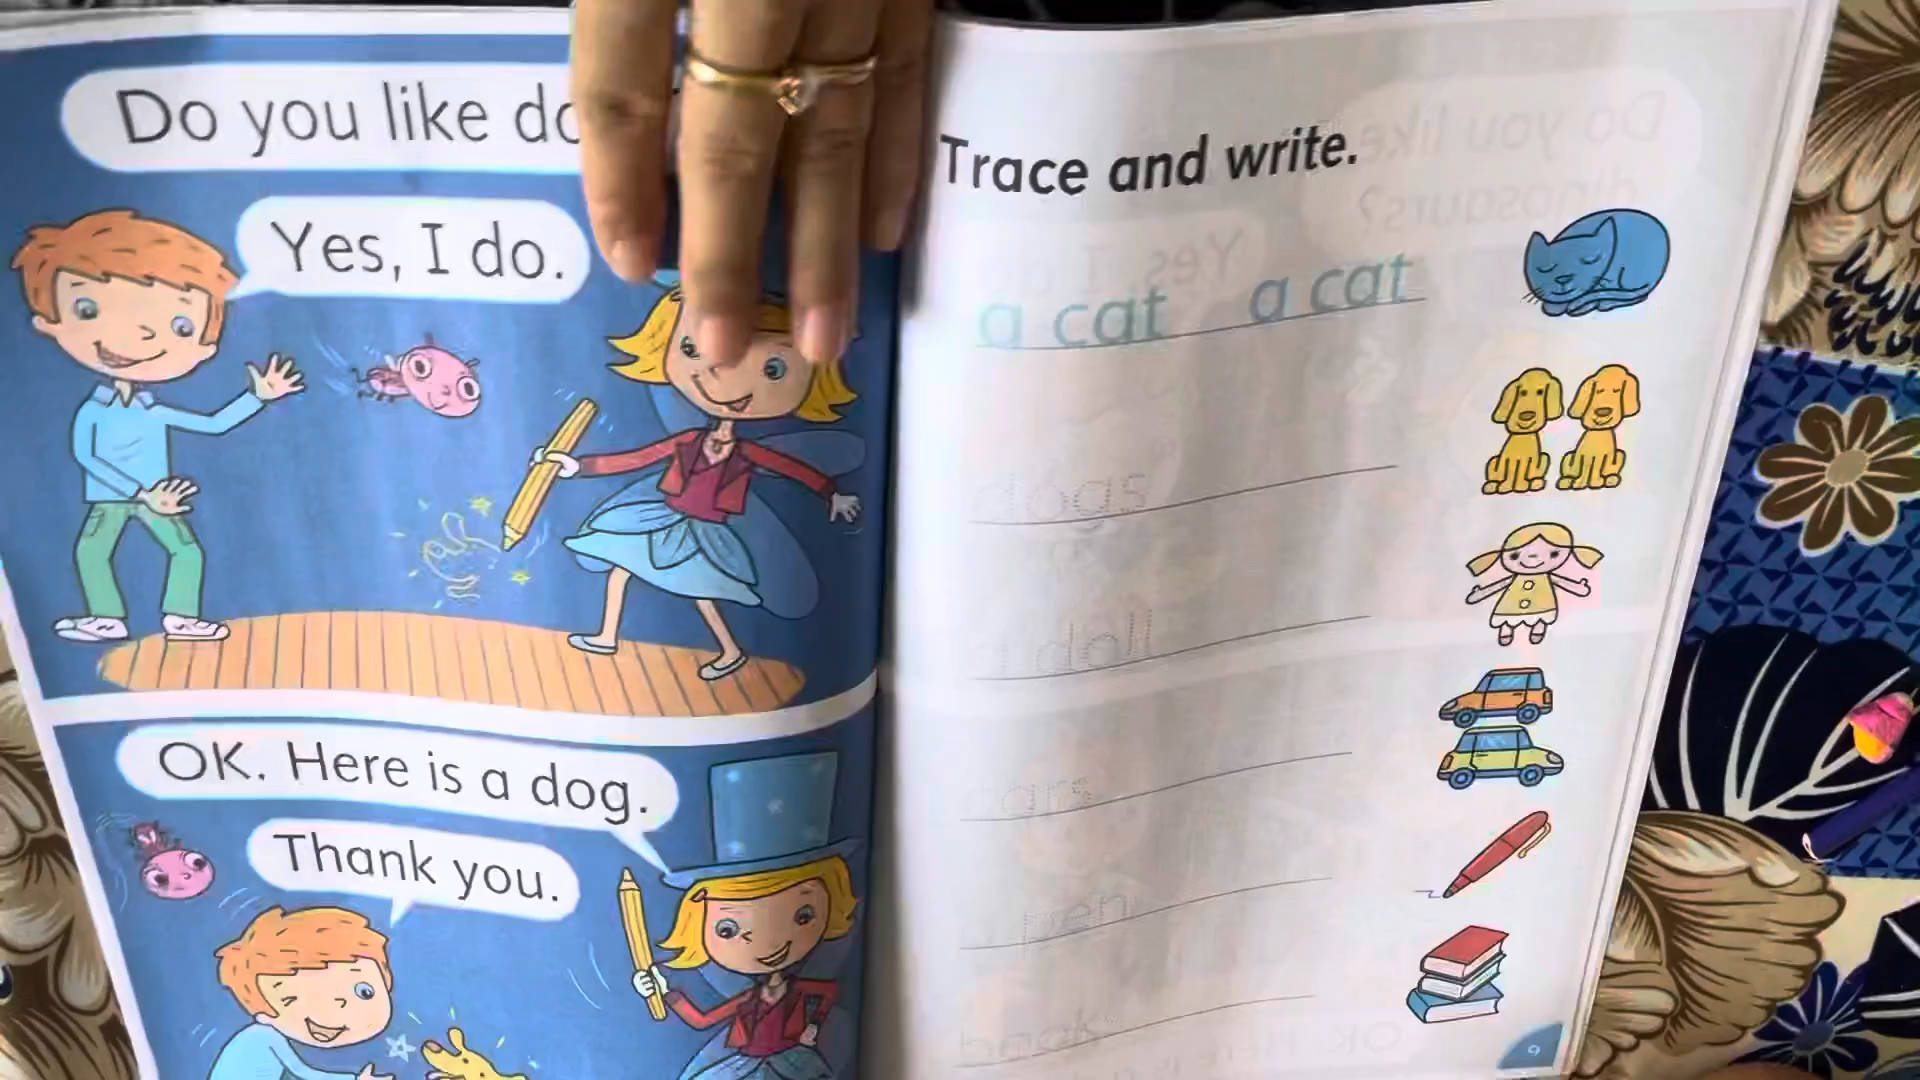 Do you like
Yes, I do.
OK. Here is a dog.
Thank you.
Trace and write.
a cat a cat
dogs
doll
cars
pen
9